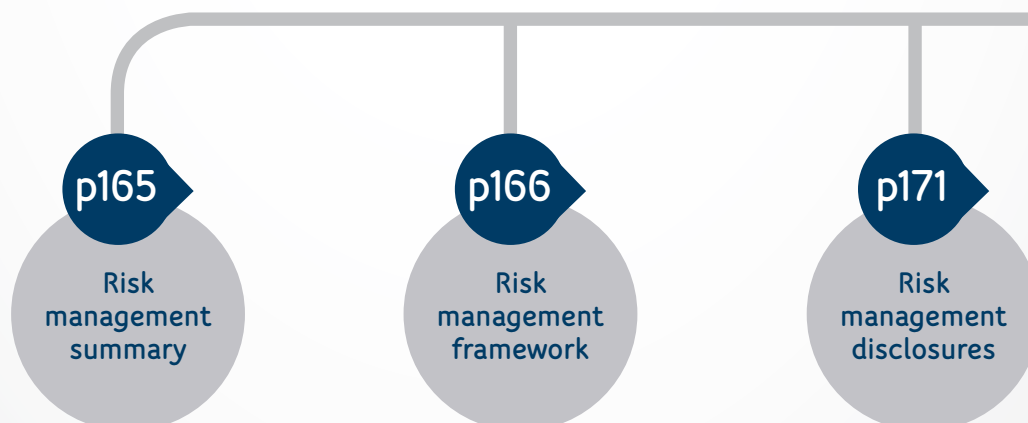 p165
Risk
management
summary
p166
Risk
management
framework
p171
Risk
management
disclosures